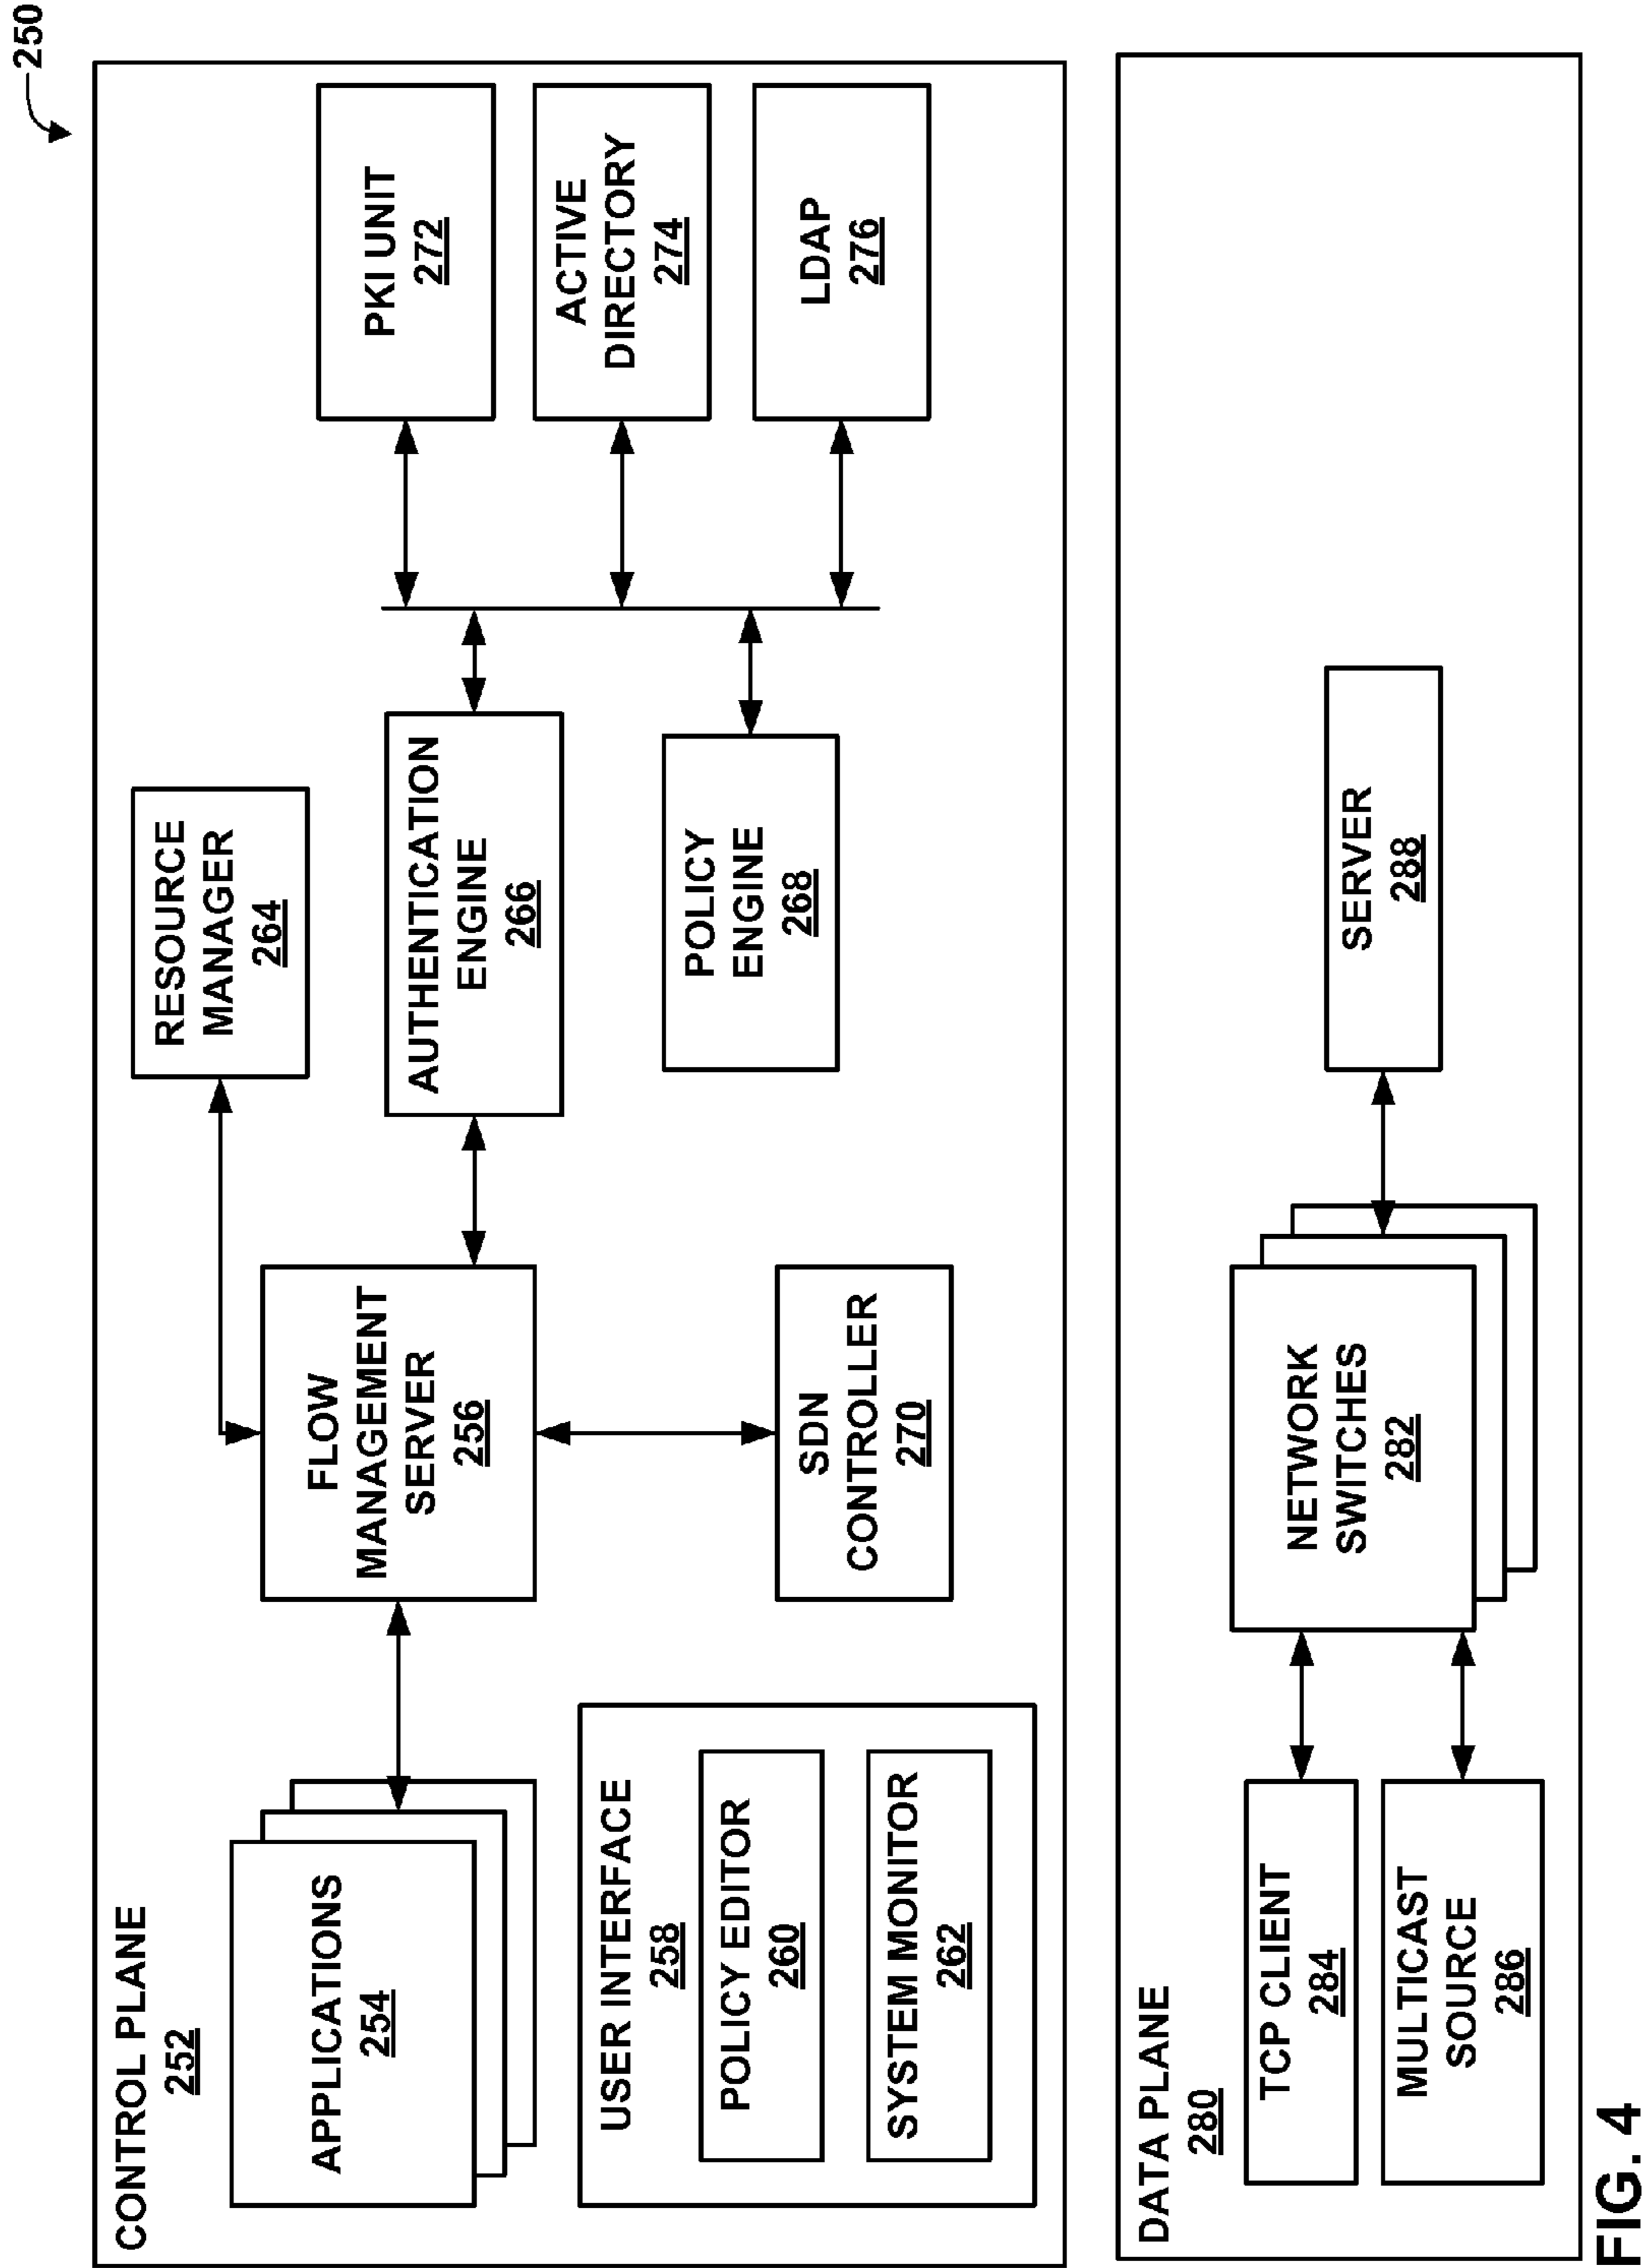 250
CONTROL PLANE
252
APPLICATIONS
254
FLOW
MANAGEMENT
SERVER
256
RESOURCE
MANAGER
264
AUTHENTICATION
ENGINE
266
PKI UNIT
272
ACTIVE
DIRECTORY
274
LDAP
276
USER INTERFACE
258
POLICY EDITOR
260
SYSTEM MONITOR
262
SDN
CONTROLLER
270
POLICY
ENGINE
268
DATA PLANE
280
TCP CLIENT
284
MULTICAST
SOURCE
286
NETWORK
SWITCHES
282
SERVER
288
FIG. 4